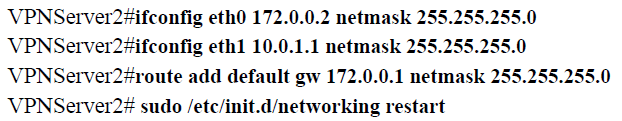 VPNServer2#ifconfig eth0 172.0.0.2 netmask 255.255.255.0
VPNServer2#ifconfig eth1 10.0.1.1 netmask 255.255.255.0
VPNServer2#route add default gw 172.0.0.1 netmask 255.255.255.0
VPNServer2# sudo /etc/init.d/networking restart